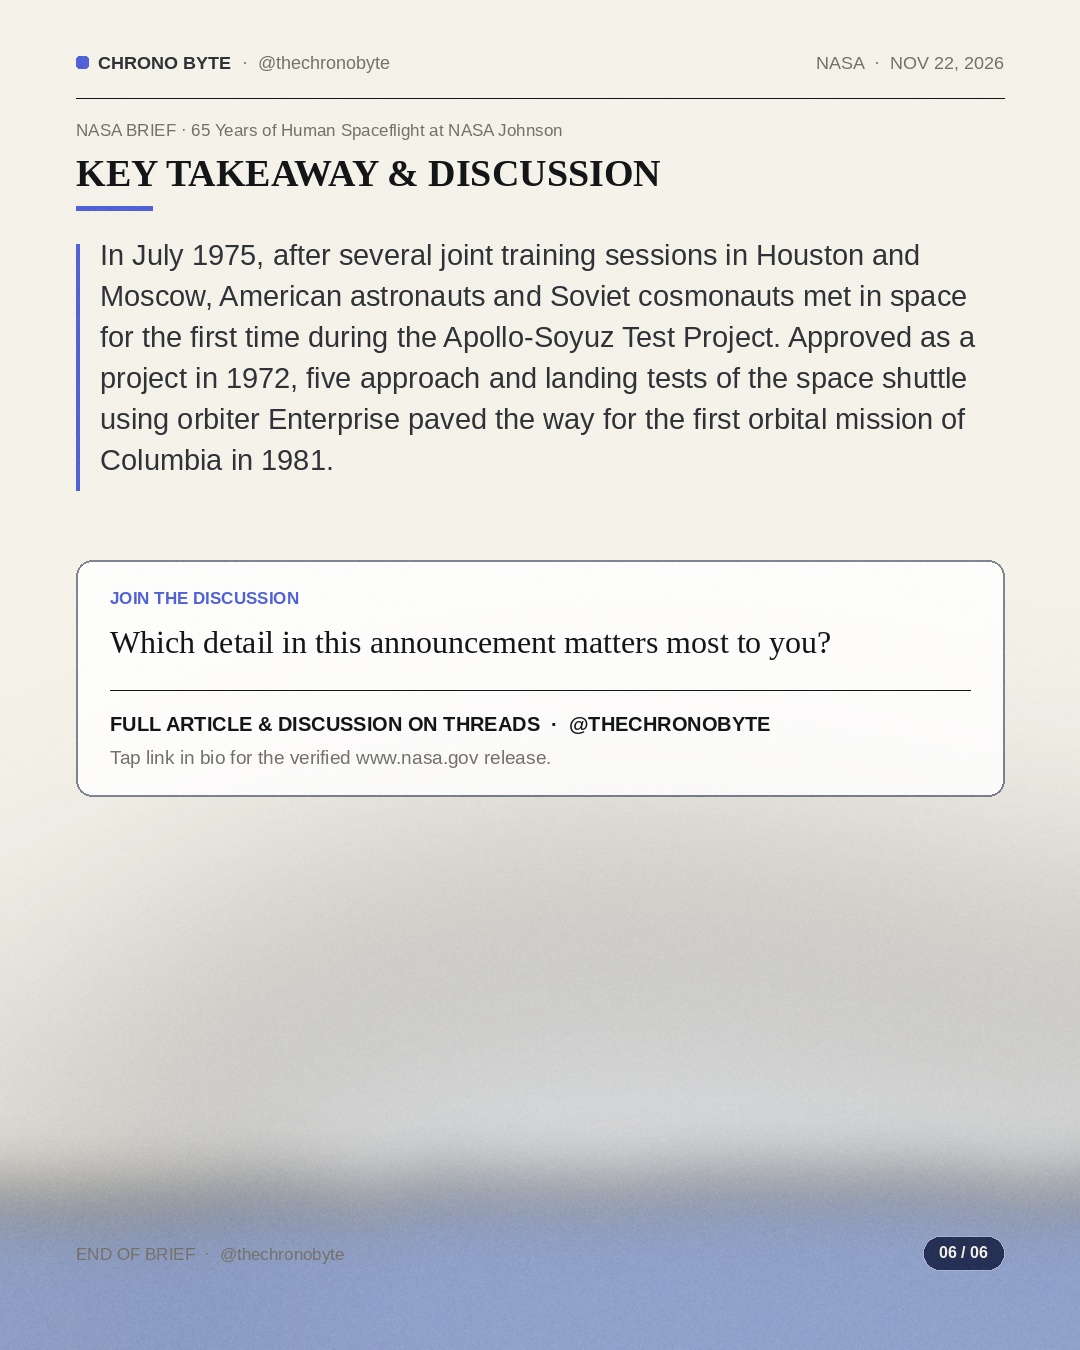 CHRONO BYTE · @thechronobyte
NASA · NOV 22, 2026
NASA BRIEF · 65 Years of Human Spaceflight at NASA Johnson
KEY TAKEAWAY & DISCUSSION
In July 1975, after several joint training sessions in Houston and
Moscow, American astronauts and Soviet cosmonauts met in space
for the first time during the Apollo-Soyuz Test Project. Approved as a
project in 1972, five approach and landing tests of the space shuttle
using orbiter Enterprise paved the way for the first orbital mission of
Columbia in 1981.
JOIN THE DISCUSSION
Which detail in this announcement matters most to you?
FULL ARTICLE & DISCUSSION ON THREADS · @THECHRONOBYTE
Tap link in bio for the verified www.nasa.gov release.
END OF BRIEF · @thechronobyte
06 / 06